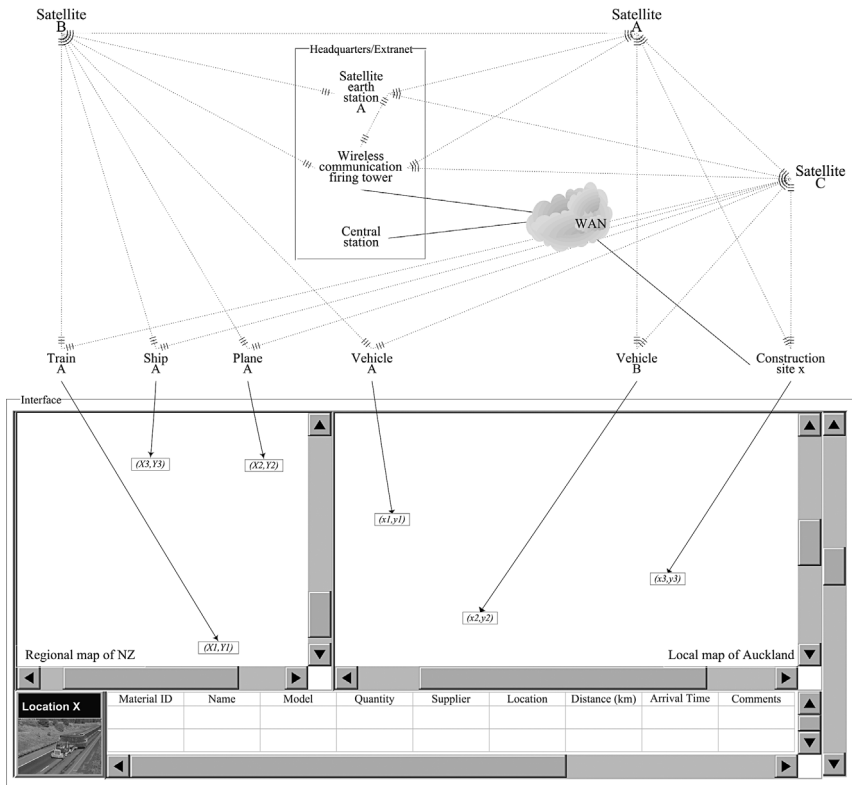 Satellite
B
Satellite
A
Headquarters/Extranet
Satellite
earth
station
A
Wireless
communication
firing tower
Satellite
C
WAN
Central
station
Train
A
Ship
A
Plane
A
Vehicle
A
Vehicle
B
Construction
site x
Interface
(X3,Y3)
(X2,Y2)
(x1,y1)
(x3,y3)
(x2,y2)
(X1,Y1)
Regional map of NZ
Local map of Auckland
Location X
Material ID Name Model Quantity Supplier Location Distance (km) Arrival Time Comments